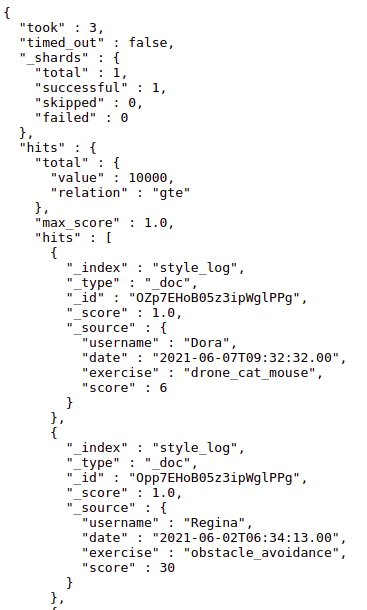 {
  "took" : 3,
  "timed_out" : false,
  "_shards" : {
    "total" : 1,
    "successful" : 1,
    "skipped" : 0,
    "failed" : 0
  },
  "hits" : {
    "total" : {
      "value" : 10000,
      "relation" : "gte"
    },
    "max_score" : 1.0,
    "hits" : [
      {
        "_index" : "style_log",
        "_type" : "_doc",
        "_id" : "OZp7EHoB05z3ipWglPPg",
        "_score" : 1.0,
        "_source" : {
          "username" : "Dora",
          "date" : "2021-06-07T09:32:32.00",
          "exercise" : "drone_cat_mouse",
          "score" : 6
        }
      },
      {
        "_index" : "style_log",
        "_type" : "_doc",
        "_id" : "Opp7EHoB05z3ipWglPPg",
        "_score" : 1.0,
        "_source" : {
          "username" : "Regina",
          "date" : "2021-06-02T06:34:13.00",
          "exercise" : "obstacle_avoidance",
          "score" : 30
        }
      },